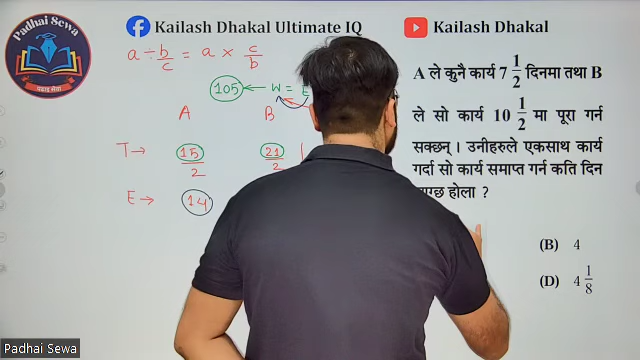 Padhai Sewa
पढाइ सेवा
Kailash Dhakal Ultimate IQ
Kailash Dhakal
a ÷ b/c = a × c/b
105 ← W = E
A B
T → 15/2 21/2
E → 14
A ले कुनै कार्य 7 1/2 दिनमा तथा B
ले सो कार्य 10 1/2 मा पूरा गर्न
सक्छन् । उनीहरुले एकसाथ कार्य
गर्दा सो कार्य समाप्त गर्न कति दिन
होला ?
(B) 4
(D) 4 1/8
Padhai Sewa